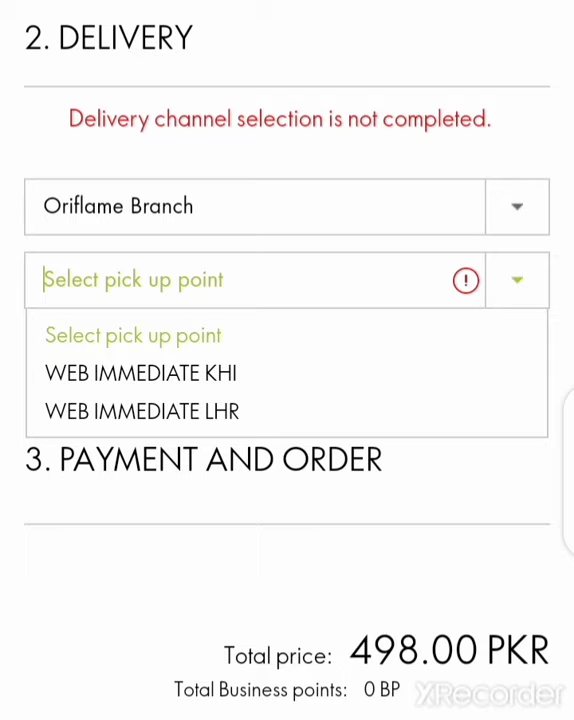 2. DELIVERY
Delivery channel selection is not completed.
Oriflame Branch
Select pick up point
Select pick up point
WEB IMMEDIATE KHI
WEB IMMEDIATE LHR
3. PAYMENT AND ORDER
Total price: 498.00 PKR
Total Business points: 0 BP
XRecorder